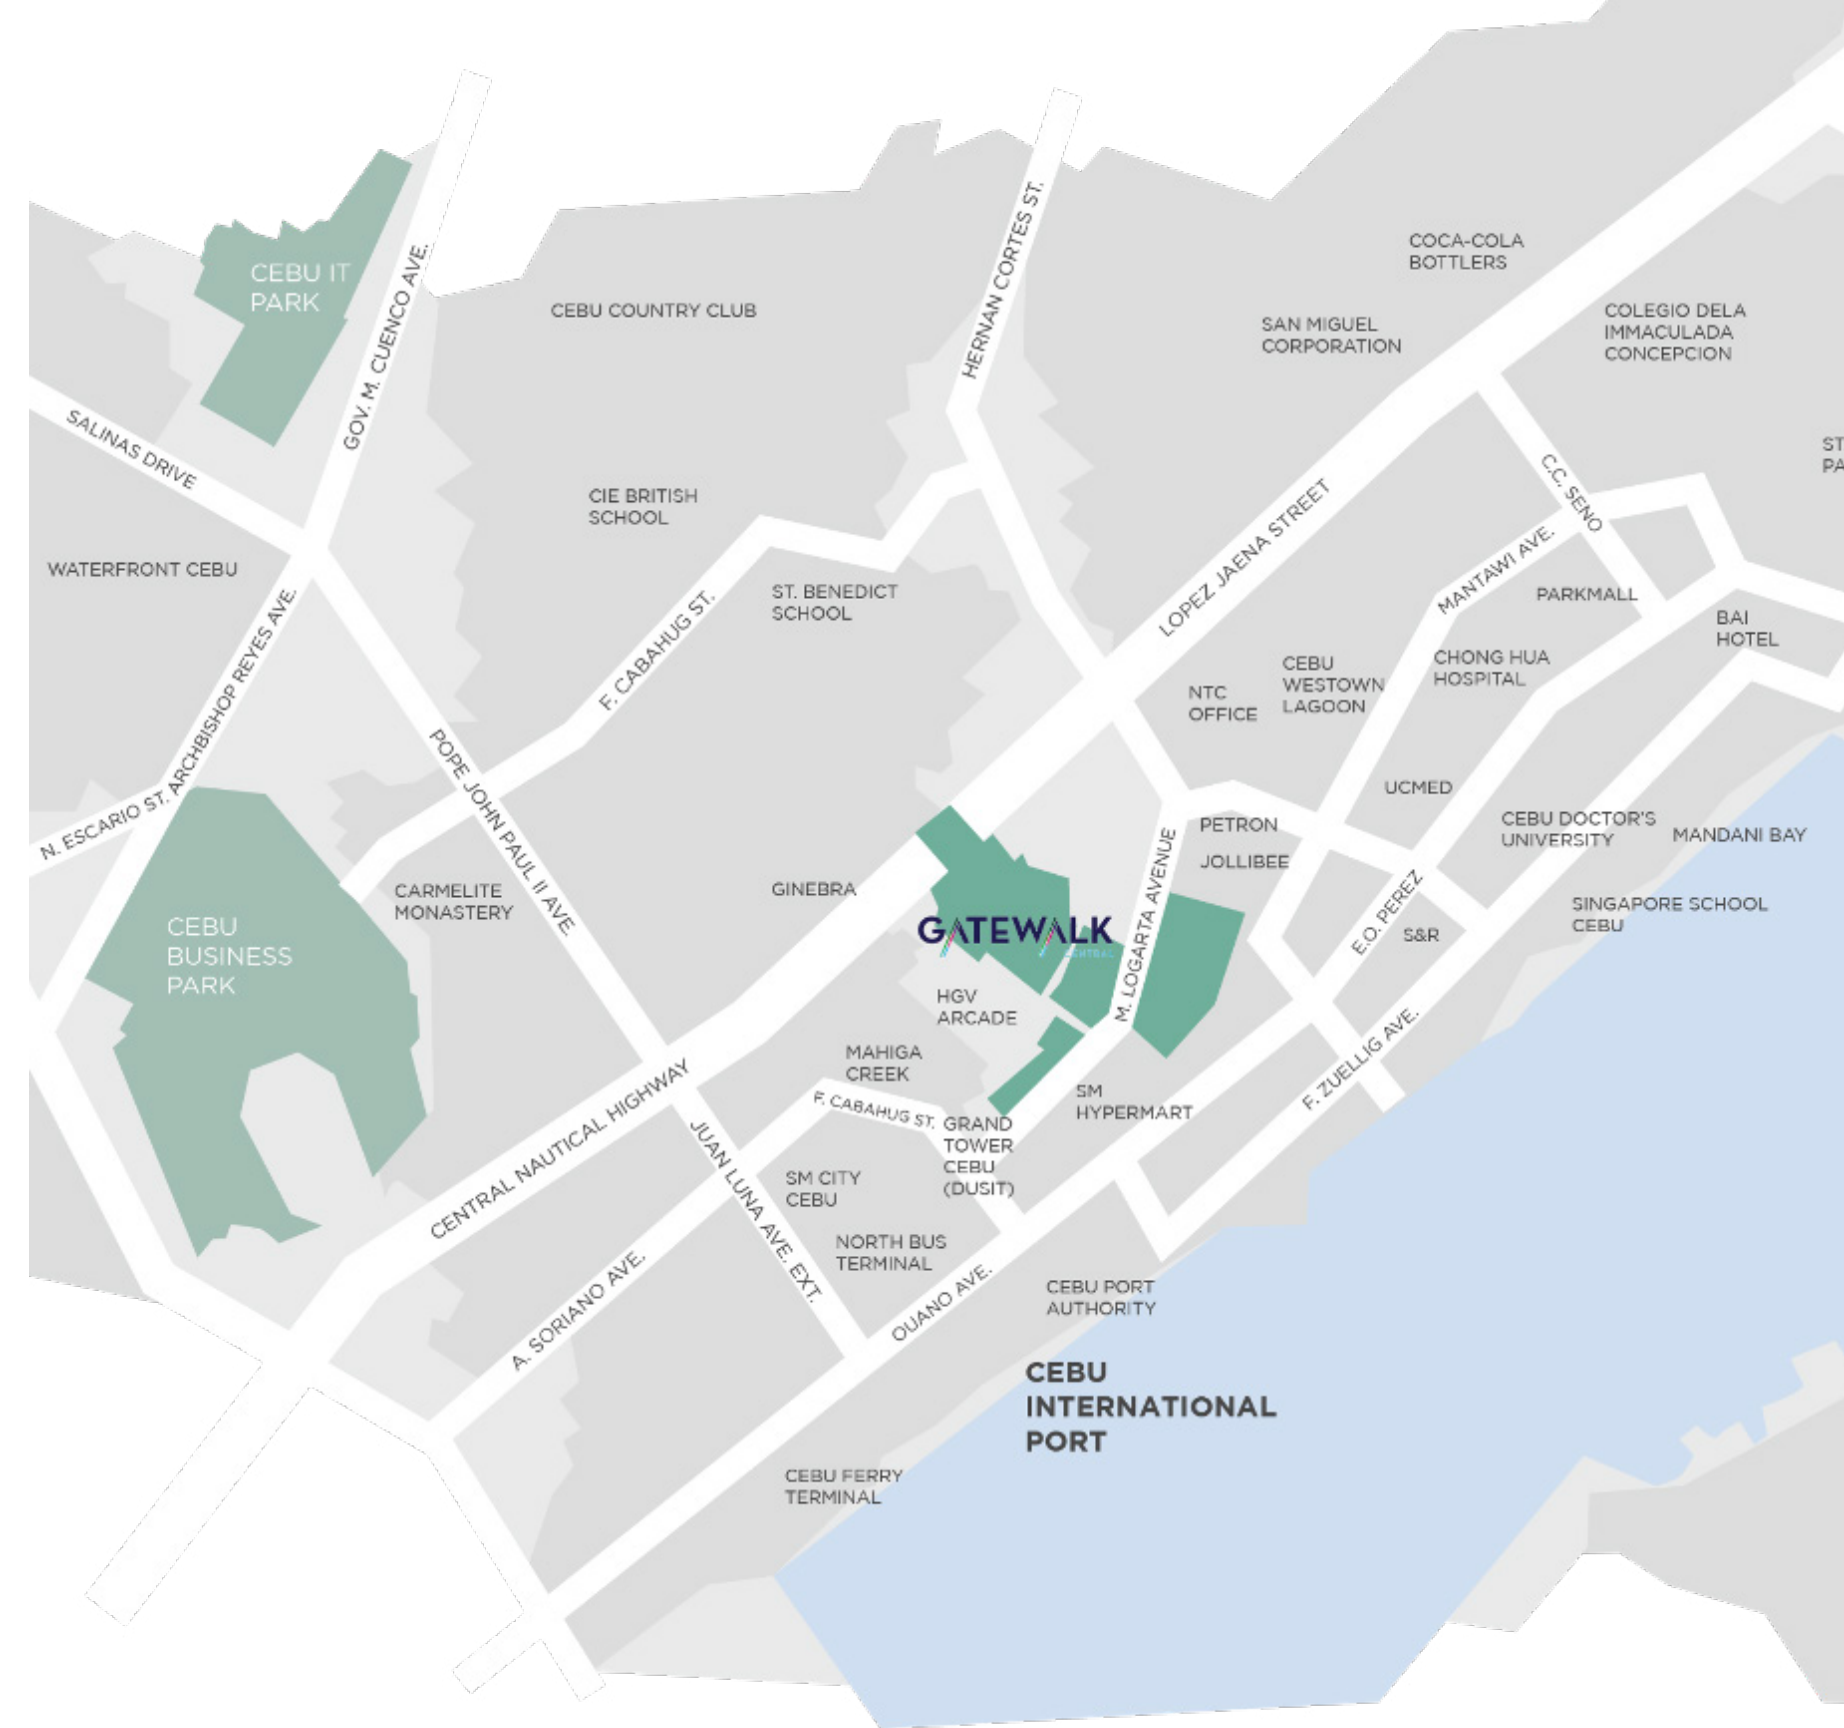 CEBU IT
PARK
GOV. M. CUENCO AVE.
HERNAN CORTES ST.
COCA-COLA
BOTTLERS
CEBU COUNTRY CLUB
SAN MIGUEL
CORPORATION
COLEGIO DELA
IMMACULADA
CONCEPCION
SALINAS DRIVE
ST
PA
C.C. SENO
CIE BRITISH
SCHOOL
LOPEZ JAENA STREET
MANTAWI AVE.
WATERFRONT CEBU
ST. BENEDICT
SCHOOL
PARKMALL
BAI
HOTEL
F. CABAHUG ST.
ARCHBISHOP REYES AVE.
CEBU
WESTOWN
LAGOON
CHONG HUA
HOSPITAL
NTC
OFFICE
POPE JOHN PAUL II AVE.
N. ESCARIO ST.
UCMED
PETRON
JOLLIBEE
CEBU DOCTOR'S
UNIVERSITY
MANDANI BAY
CARMELITE
MONASTERY
GINEBRA
M. LOGARTA AVENUE
E.O. PEREZ
SINGAPORE SCHOOL
CEBU
S&R
CEBU
BUSINESS
PARK
GATEWALK
CENTRAL
HGV
ARCADE
MAHIGA
CREEK
F. CABAHUG ST.
SM
HYPERMART
F. ZUELLIG AVE.
CENTRAL NAUTICAL HIGHWAY
GRAND
TOWER
CEBU
(DUSIT)
JUAN LUNA AVE. EXT.
SM CITY
CEBU
NORTH BUS
TERMINAL
A. SORIANO AVE.
OUANO AVE.
CEBU PORT
AUTHORITY
CEBU
INTERNATIONAL
PORT
CEBU FERRY
TERMINAL